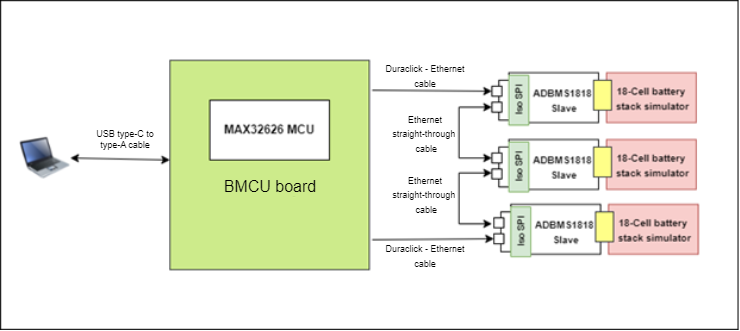 USB type-C to
type-A cable
MAX32626 MCU
BMCU board
Duraclick - Ethernet
cable
Ethernet
straight-through
cable
Ethernet
straight-through
cable
Duraclick - Ethernet
cable
Iso SPI
ADBMS1818
Slave
18-Cell battery
stack simulator
Iso SPI
ADBMS1818
Slave
18-Cell battery
stack simulator
Iso SPI
ADBMS1818
Slave
18-Cell battery
stack simulator